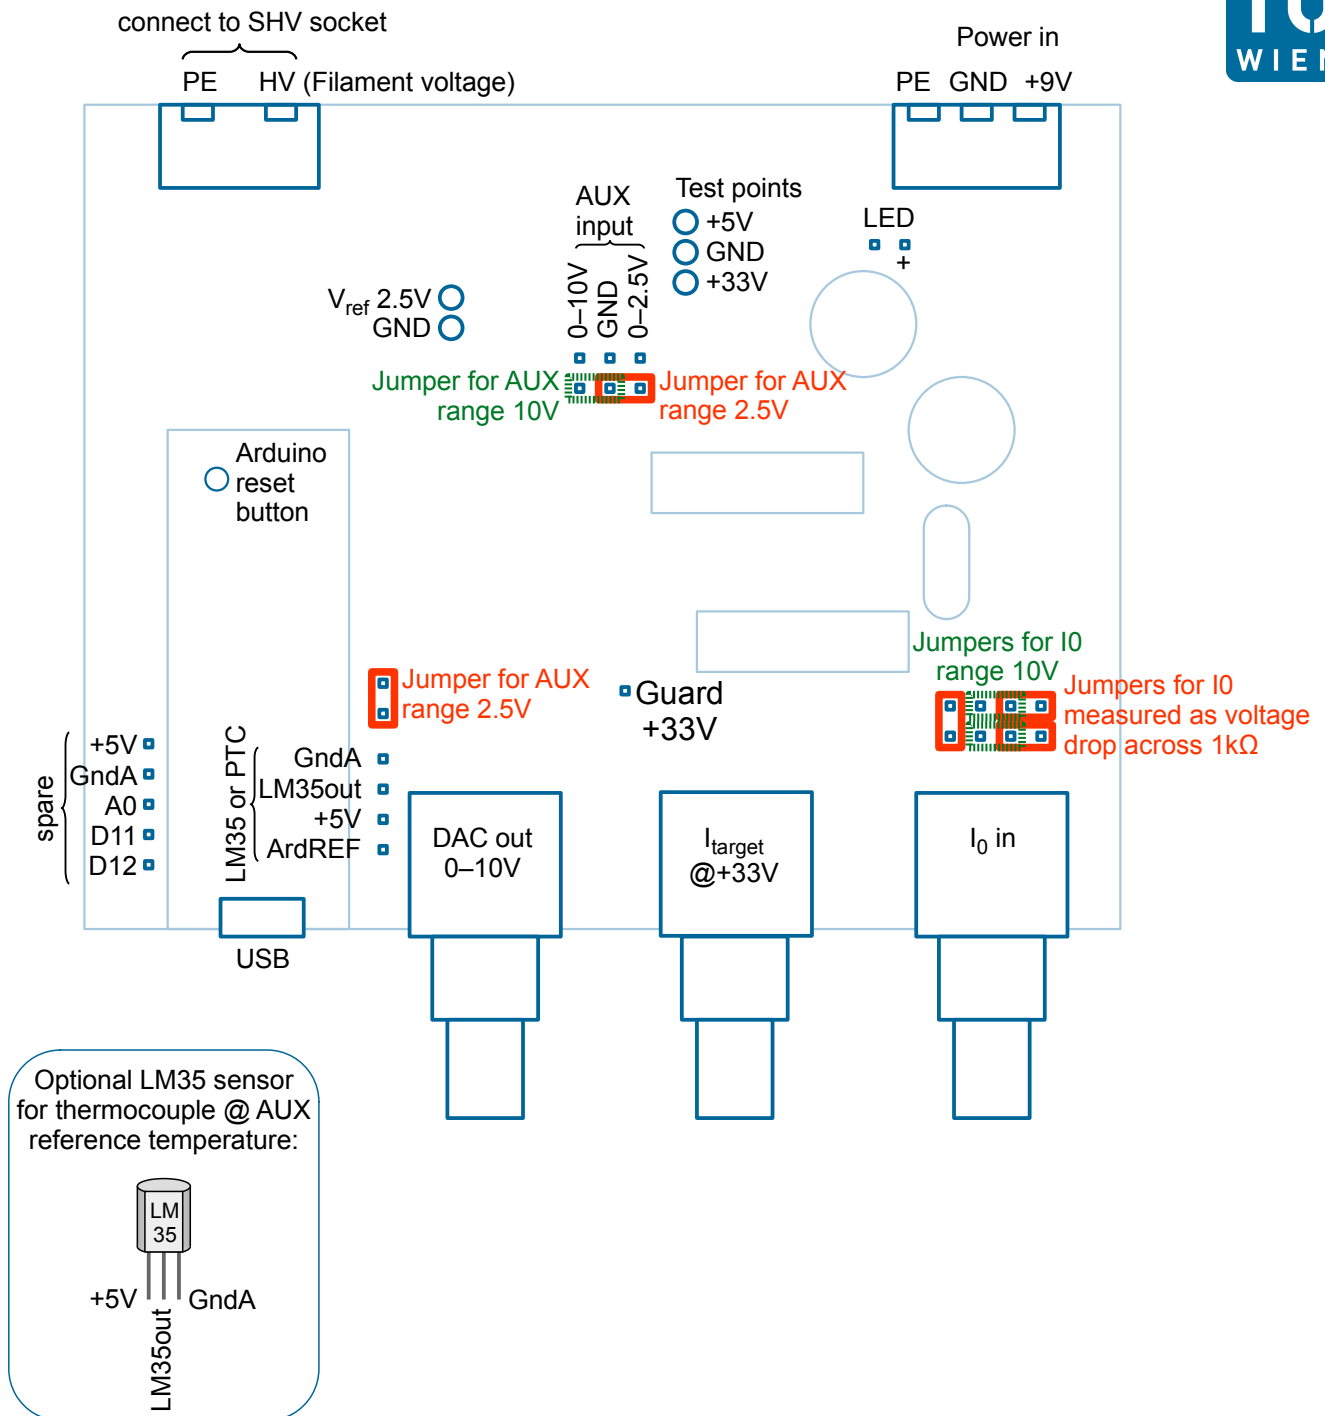 connect to SHV socket
PE HV (Filament voltage)
Power in
PE GND +9V
WIEN
AUX
input
0–10V
GND
0–2.5V
Test points
+5V
GND
+33V
LED
+
Vref 2.5V
GND
Jumper for AUX
range 10V
Jumper for AUX
range 2.5V
Arduino
reset
button
Jumpers for I0
range 10V
Jumpers for I0
measured as voltage
drop across 1kΩ
Jumper for AUX
range 2.5V
Guard
+33V
spare
+5V
GndA
A0
D11
D12
LM35 or PTC
GndA
LM35out
+5V
ArdREF
DAC out
0–10V
Itarget
@+33V
I0 in
USB
Optional LM35 sensor
for thermocouple @ AUX
reference temperature:
LM
35
+5V
LM35out
GndA